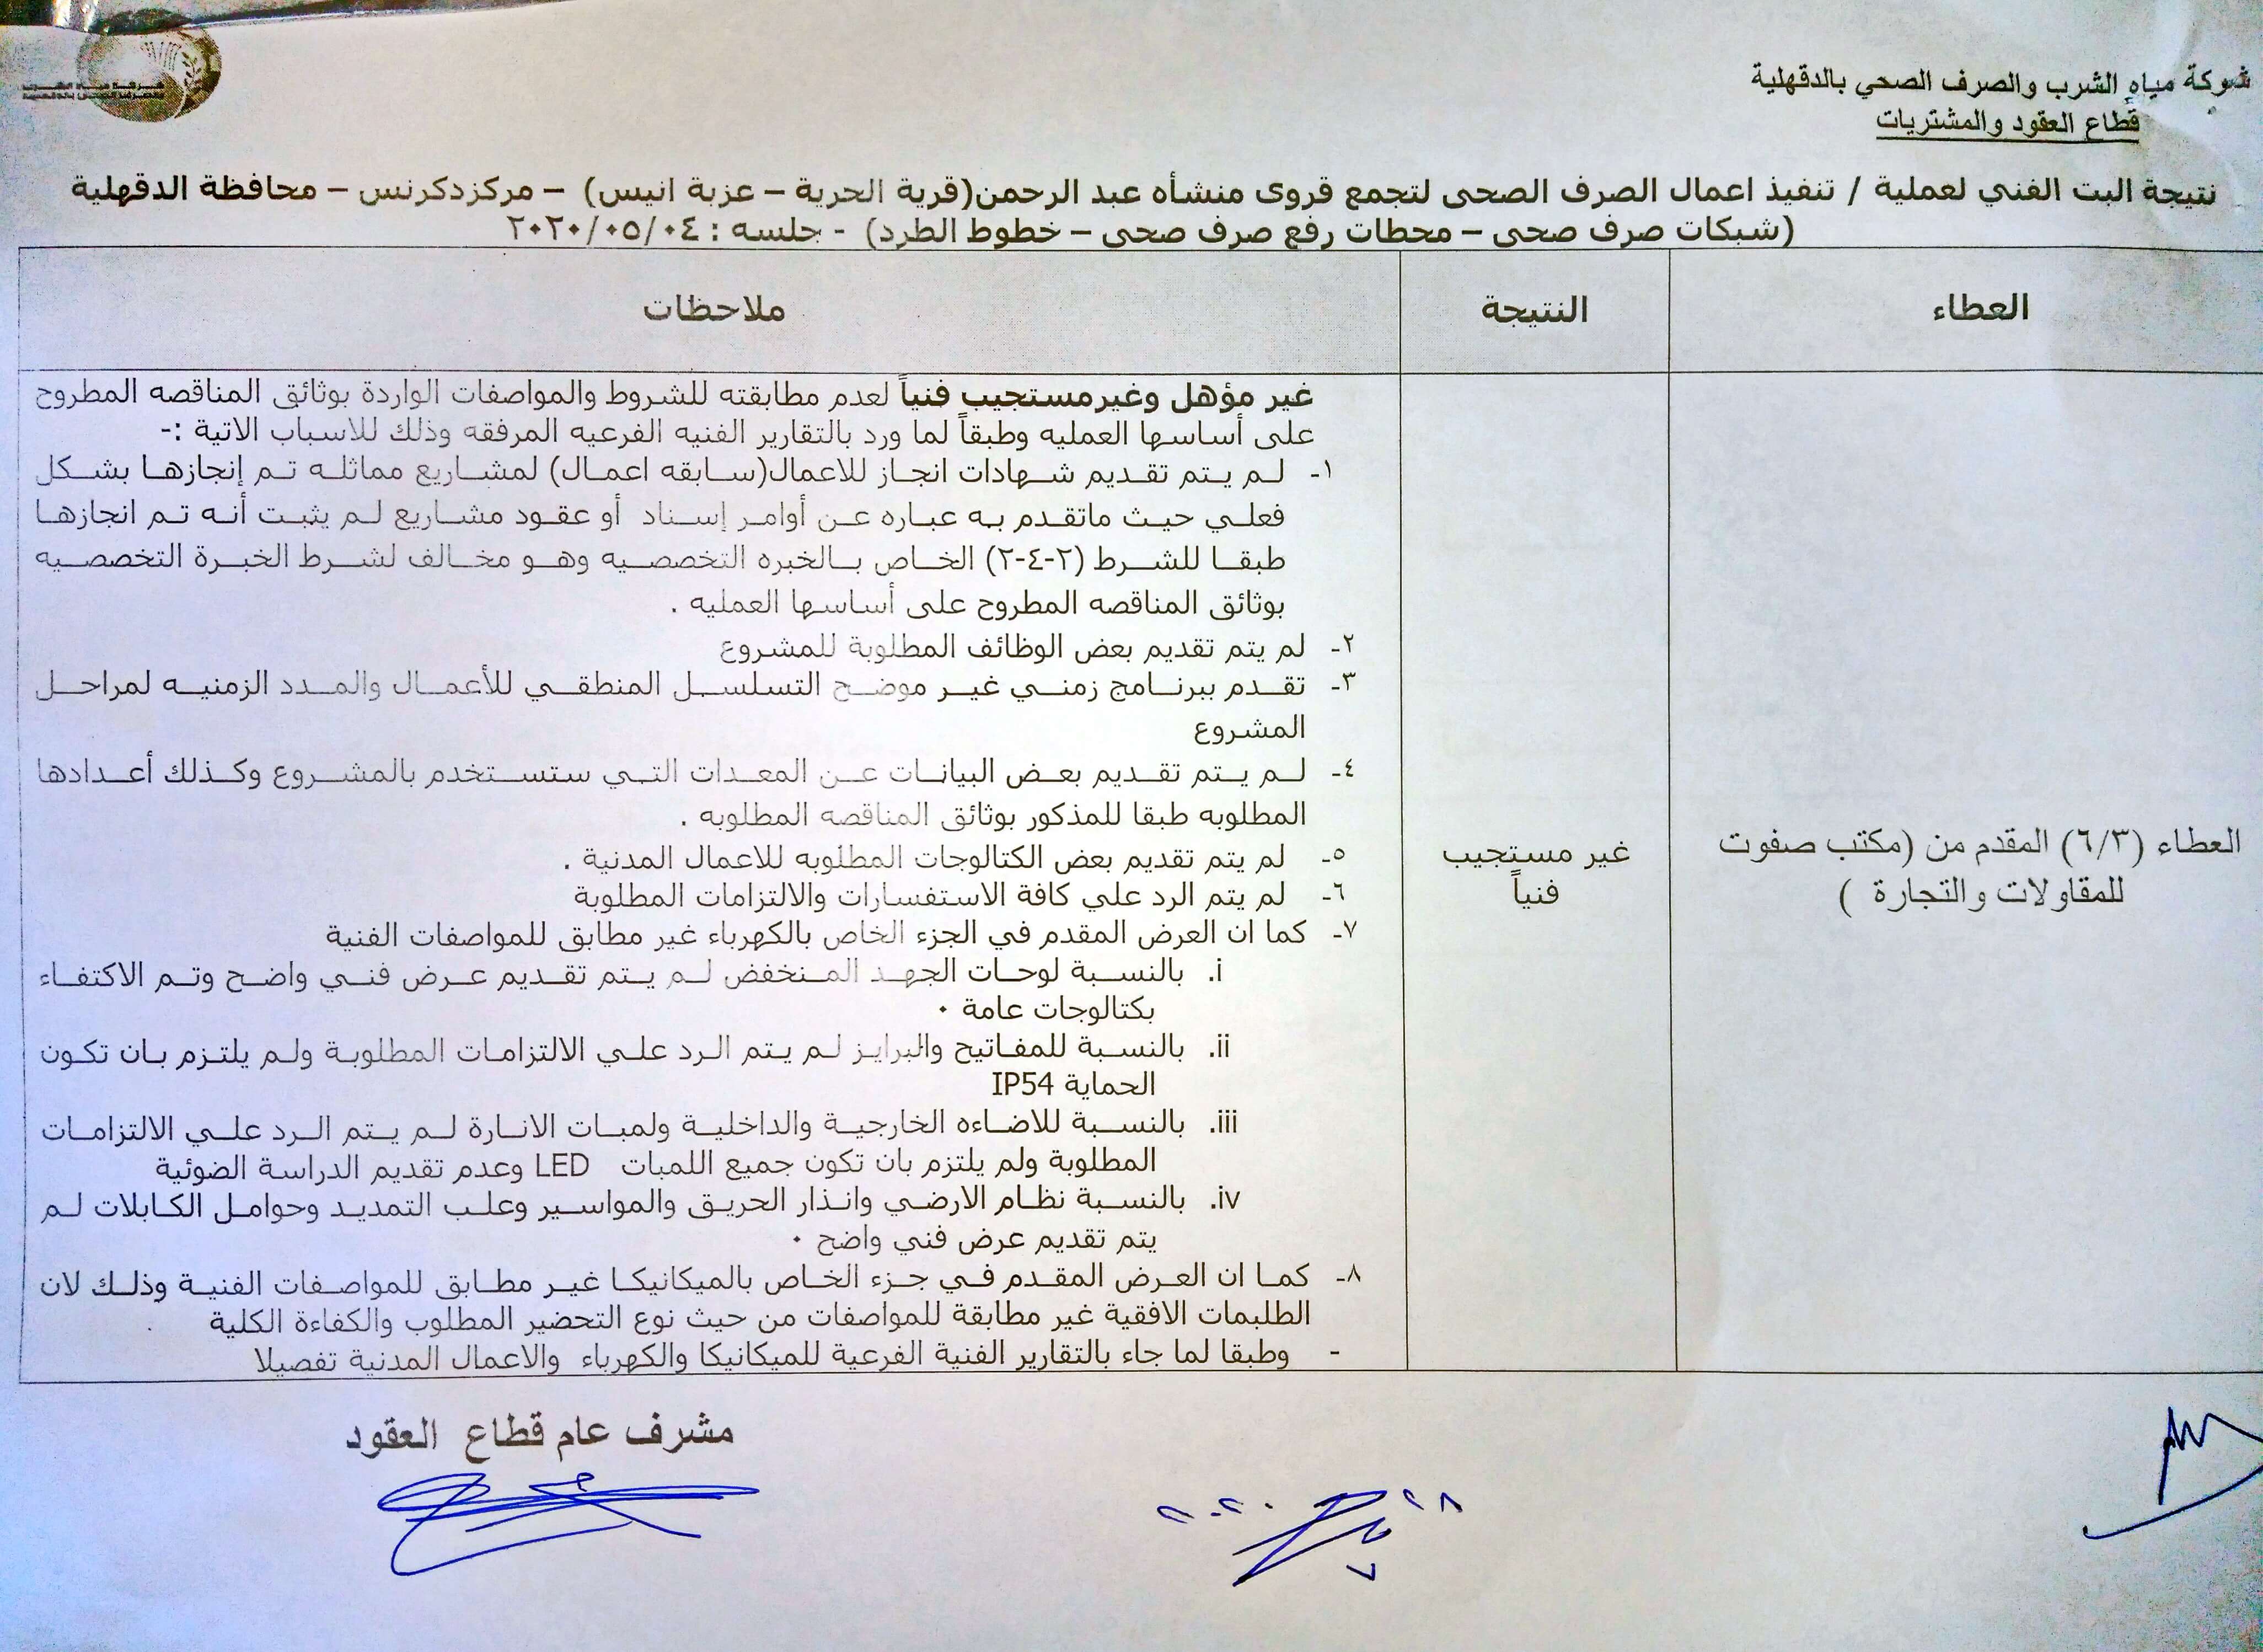 شركة مياه الشرب والصرف الصحي بالدقهلية
قطاع العقود والمشتريات
نتيجة البت الفني لعملية / تنفيذ اعمال الصرف الصحى لتجمع قروى منشأه عبد الرحمن(قرية الحرية – عزبة انيس) – مركزدكرنس – محافظة الدقهلية
(شبكات صرف صحى – محطات رفع صرف صحى – خطوط الطرد) - جلسه : ٢٠٢٠/٠٥/٠٤
العطاء
النتيجة
ملاحظات
العطاء (٦/٣) المقدم من (مكتب صفوت
للمقاولات والتجارة )
غير مستجيب
فنياً
غير مؤهل وغيرمستجيب فنياً لعدم مطابقته للشروط والمواصفات الواردة بوثائق المناقصه المطروح
على أساسها العمليه وطبقاً لما ورد بالتقارير الفنيه الفرعيه المرفقه وذلك للاسباب الاتية :-
١- لم يتم تقديم شهادات انجاز للاعمال(سابقه اعمال) لمشاريع مماثله تم إنجازها بشكل
فعلي حيث ماتقدم به عباره عن أوامر إسناد أو عقود مشاريع لم يثبت أنه تم انجازها
طبقا للشرط (٢-٤-٢) الخاص بالخبره التخصصيه وهو مخالف لشرط الخبرة التخصصيه
بوثائق المناقصه المطروح على أساسها العمليه .
٢- لم يتم تقديم بعض الوظائف المطلوبة للمشروع
٣- تقدم ببرنامج زمني غير موضح التسلسل المنطقي للأعمال والمدد الزمنيه لمراحل
المشروع
٤- لم يتم تقديم بعض البيانات عن المعدات التي ستستخدم بالمشروع وكذلك أعدادها
المطلوبه طبقا للمذكور بوثائق المناقصه المطلوبه .
٥- لم يتم تقديم بعض الكتالوجات المطلوبه للاعمال المدنية .
٦- لم يتم الرد علي كافة الاستفسارات والالتزامات المطلوبة
٧- كما ان العرض المقدم في الجزء الخاص بالكهرباء غير مطابق للمواصفات الفنية
i. بالنسبة لوحات الجهد المنخفض لم يتم تقديم عرض فني واضح وتم الاكتفاء
بكتالوجات عامة ٠
ii. بالنسبة للمفاتيح والبرايز لم يتم الرد علي الالتزامات المطلوبة ولم يلتزم بان تكون
الحماية IP54
iii. بالنسبة للاضاءه الخارجية والداخلية ولمبات الانارة لم يتم الرد علي الالتزامات
المطلوبة ولم يلتزم بان تكون جميع اللمبات LED وعدم تقديم الدراسة الضوئية
iv. بالنسبة نظام الارضي وانذار الحريق والمواسير وعلب التمديد وحوامل الكابلات لم
يتم تقديم عرض فني واضح ٠
٨- كما ان العرض المقدم في جزء الخاص بالميكانيكا غير مطابق للمواصفات الفنية وذلك لان
الطلبمات الافقية غير مطابقة للمواصفات من حيث نوع التحضير المطلوب والكفاءة الكلية
- وطبقا لما جاء بالتقارير الفنية الفرعية للميكانيكا والكهرباء والاعمال المدنية تفصيلا
مشرف عام قطاع العقود